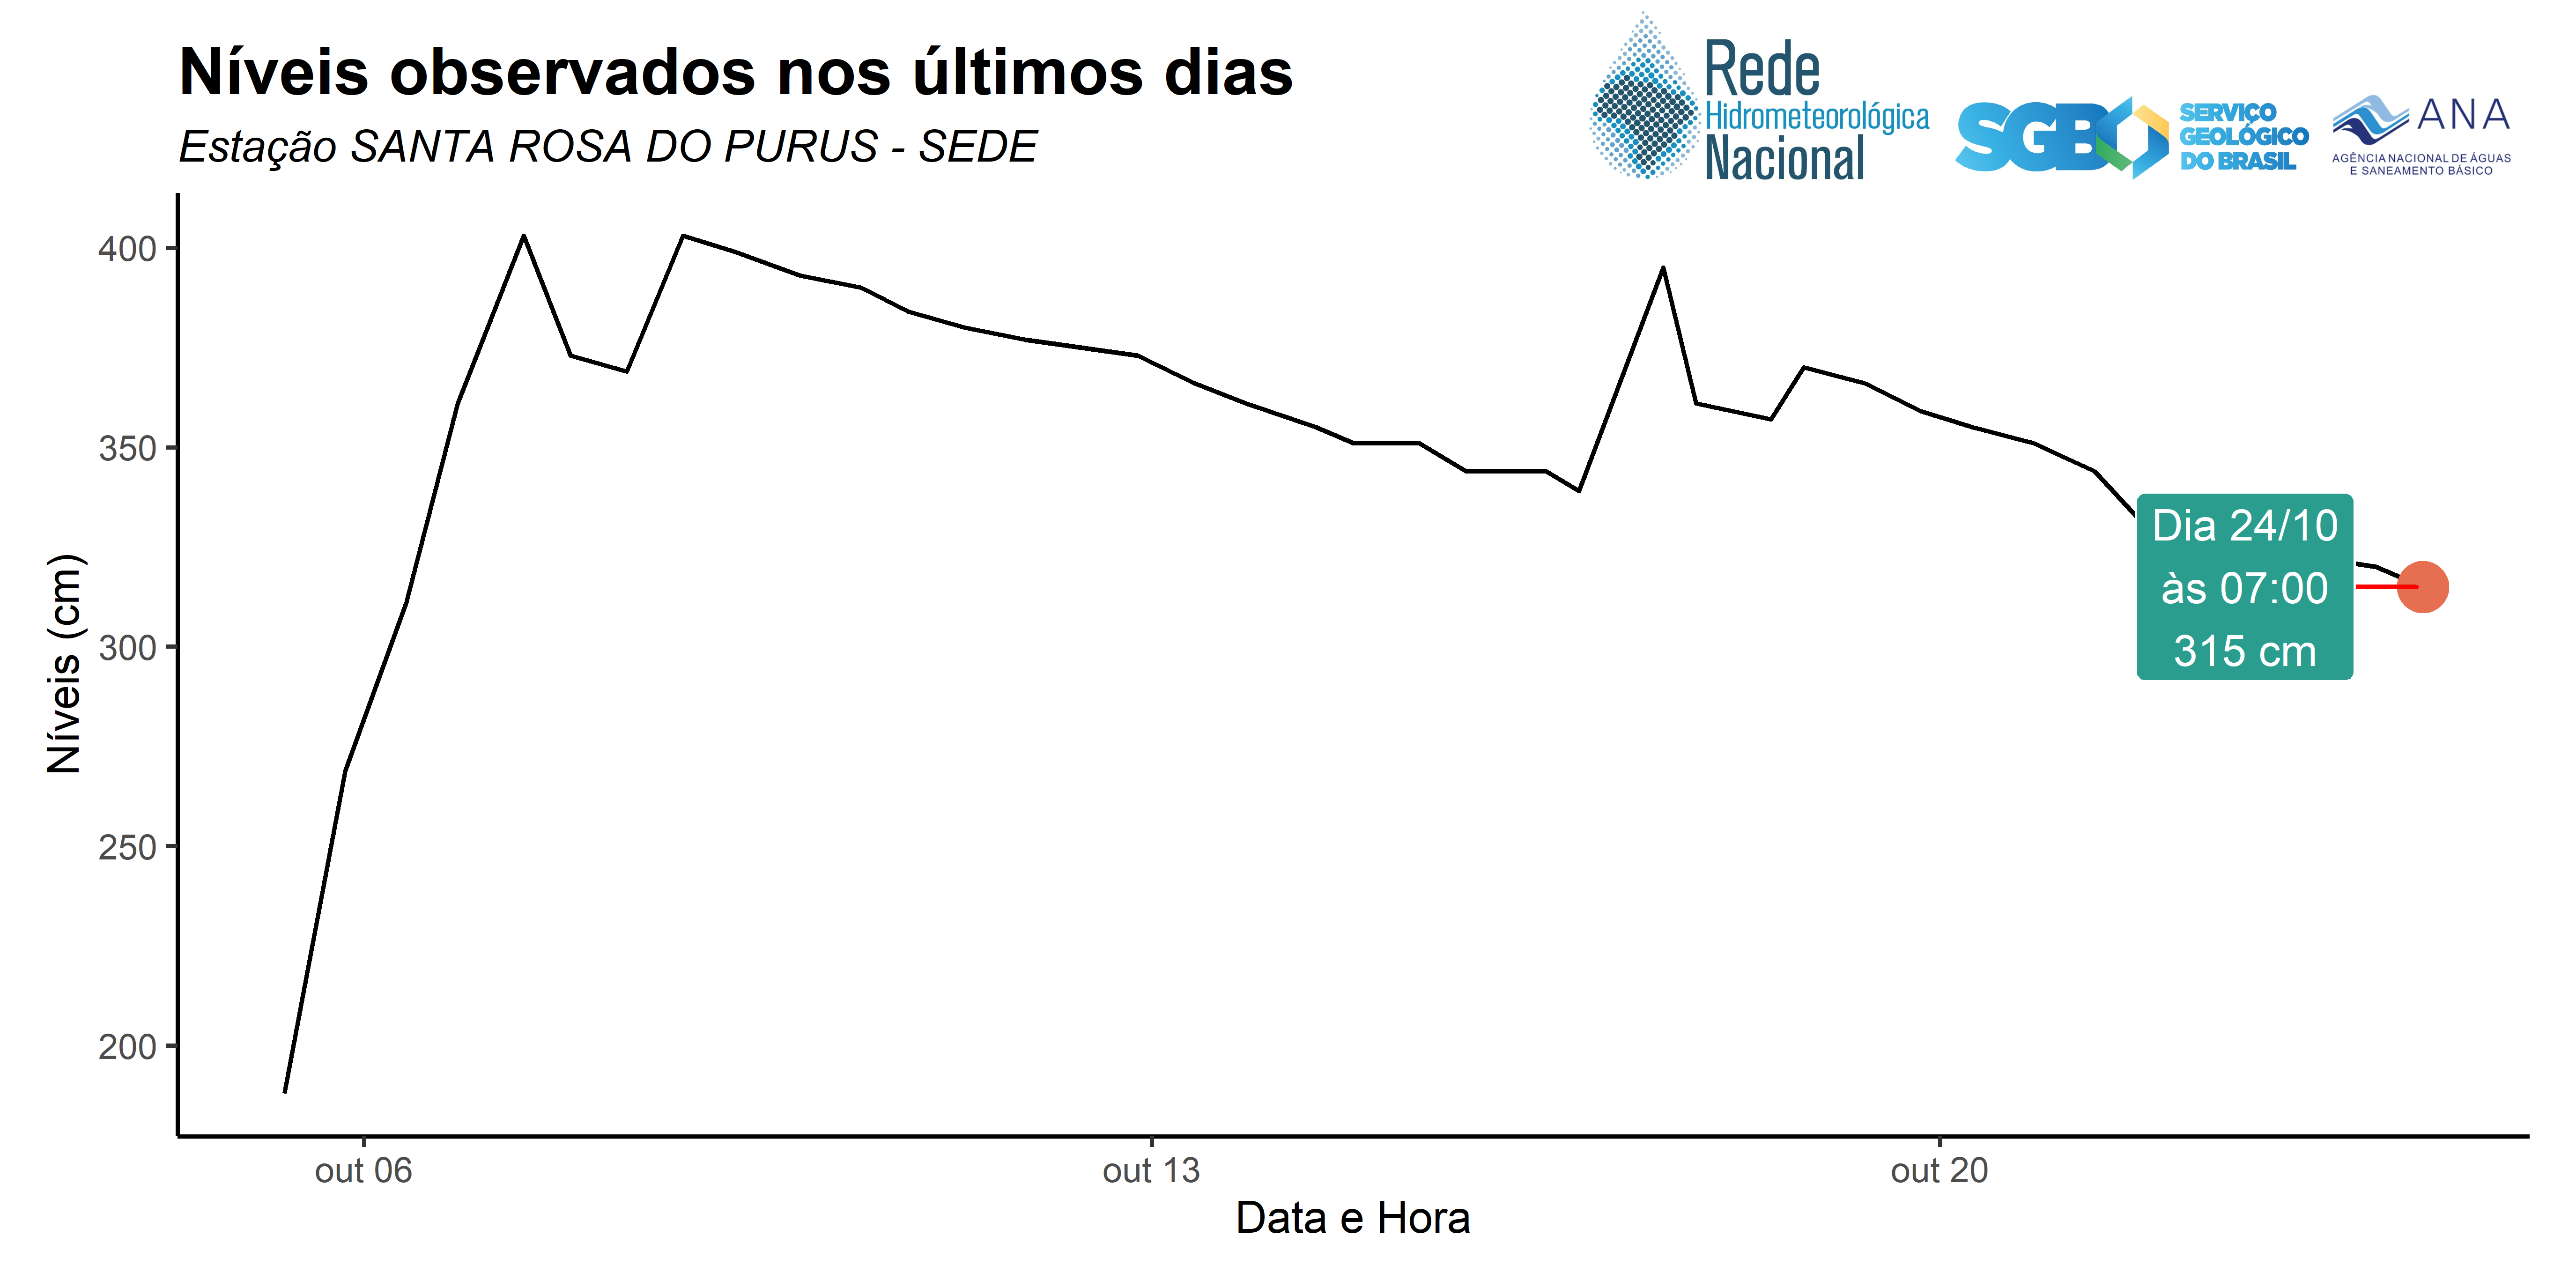 Níveis observados nos últimos dias
Estação SANTA ROSA DO PURUS - SEDE
Rede
Hidrometeorológica
Nacional
SGB
SERVIÇO
GEOLÓGICO
DO BRASIL
ANA
AGÊNCIA NACIONAL DE ÁGUAS
E SANEAMENTO BÁSICO
Níveis (cm)
400
350
300
250
200
Dia 24/10
às 07:00
315 cm
out 06
out 13
out 20
Data e Hora